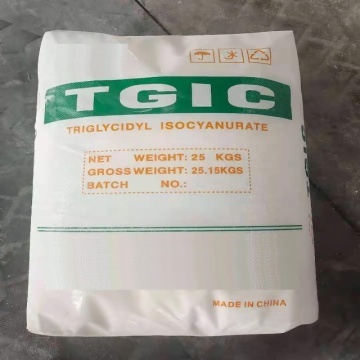 TGIC
TRIGLYCIDYL ISOCYANURATE
NET WEIGHT: 25 KGS
GROSS WEIGHT: 25.15KGS
BATCH NO.:
MADE IN CHINA